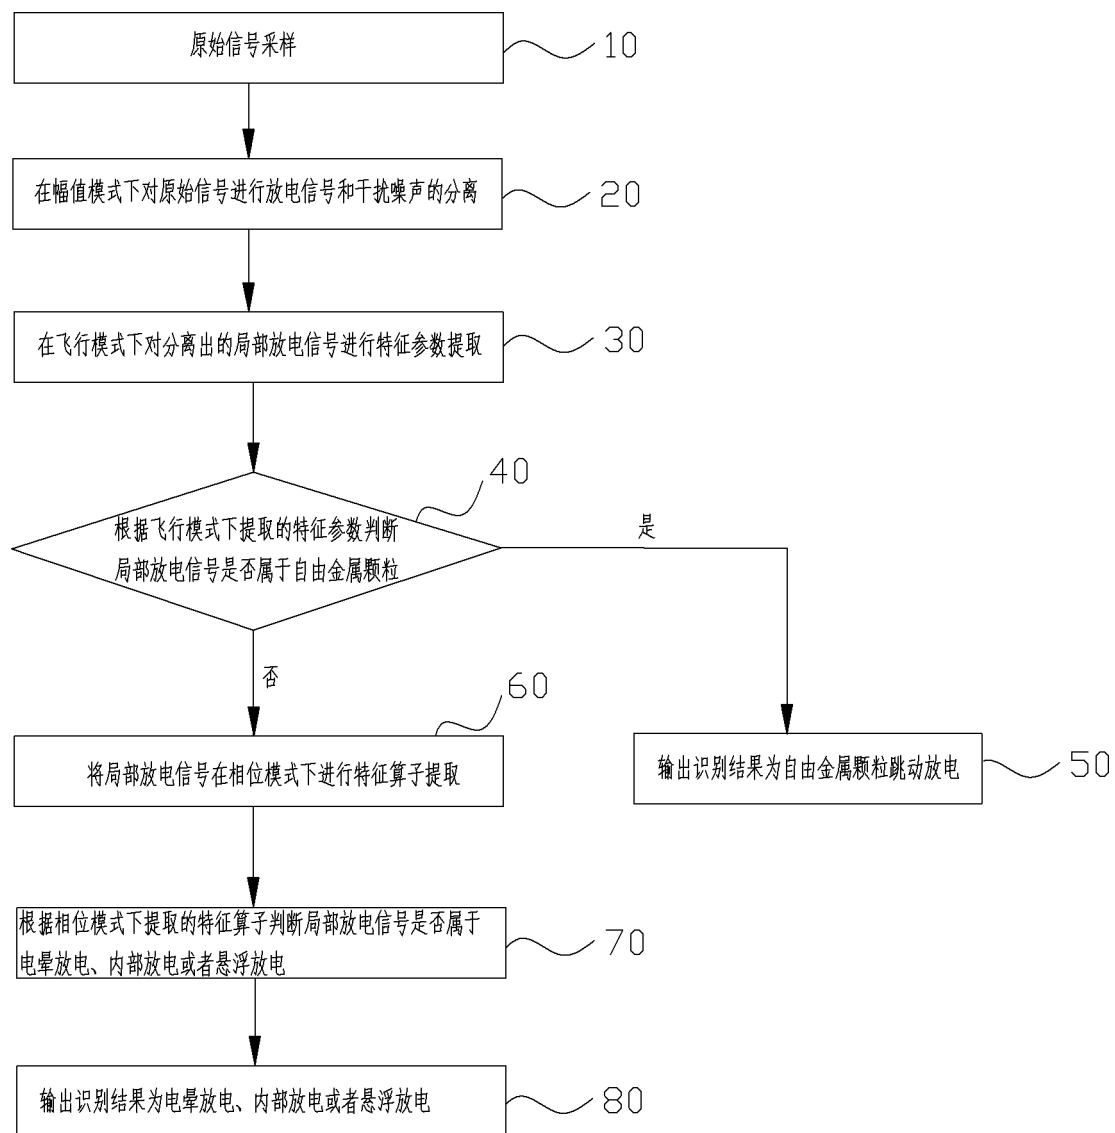 原始信号采样
10
在幅值模式下对原始信号进行放电信号和干扰噪声的分离
20
在飞行模式下对分离出的局部放电信号进行特征参数提取
30
40
根据飞行模式下提取的特征参数判断
局部放电信号是否属于自由金属颗粒
是
否
60
将局部放电信号在相位模式下进行特征算子提取
输出识别结果为自由金属颗粒跳动放电
50
根据相位模式下提取的特征算子判断局部放电信号是否属于
电晕放电、内部放电或者悬浮放电
70
输出识别结果为电晕放电、内部放电或者悬浮放电
80